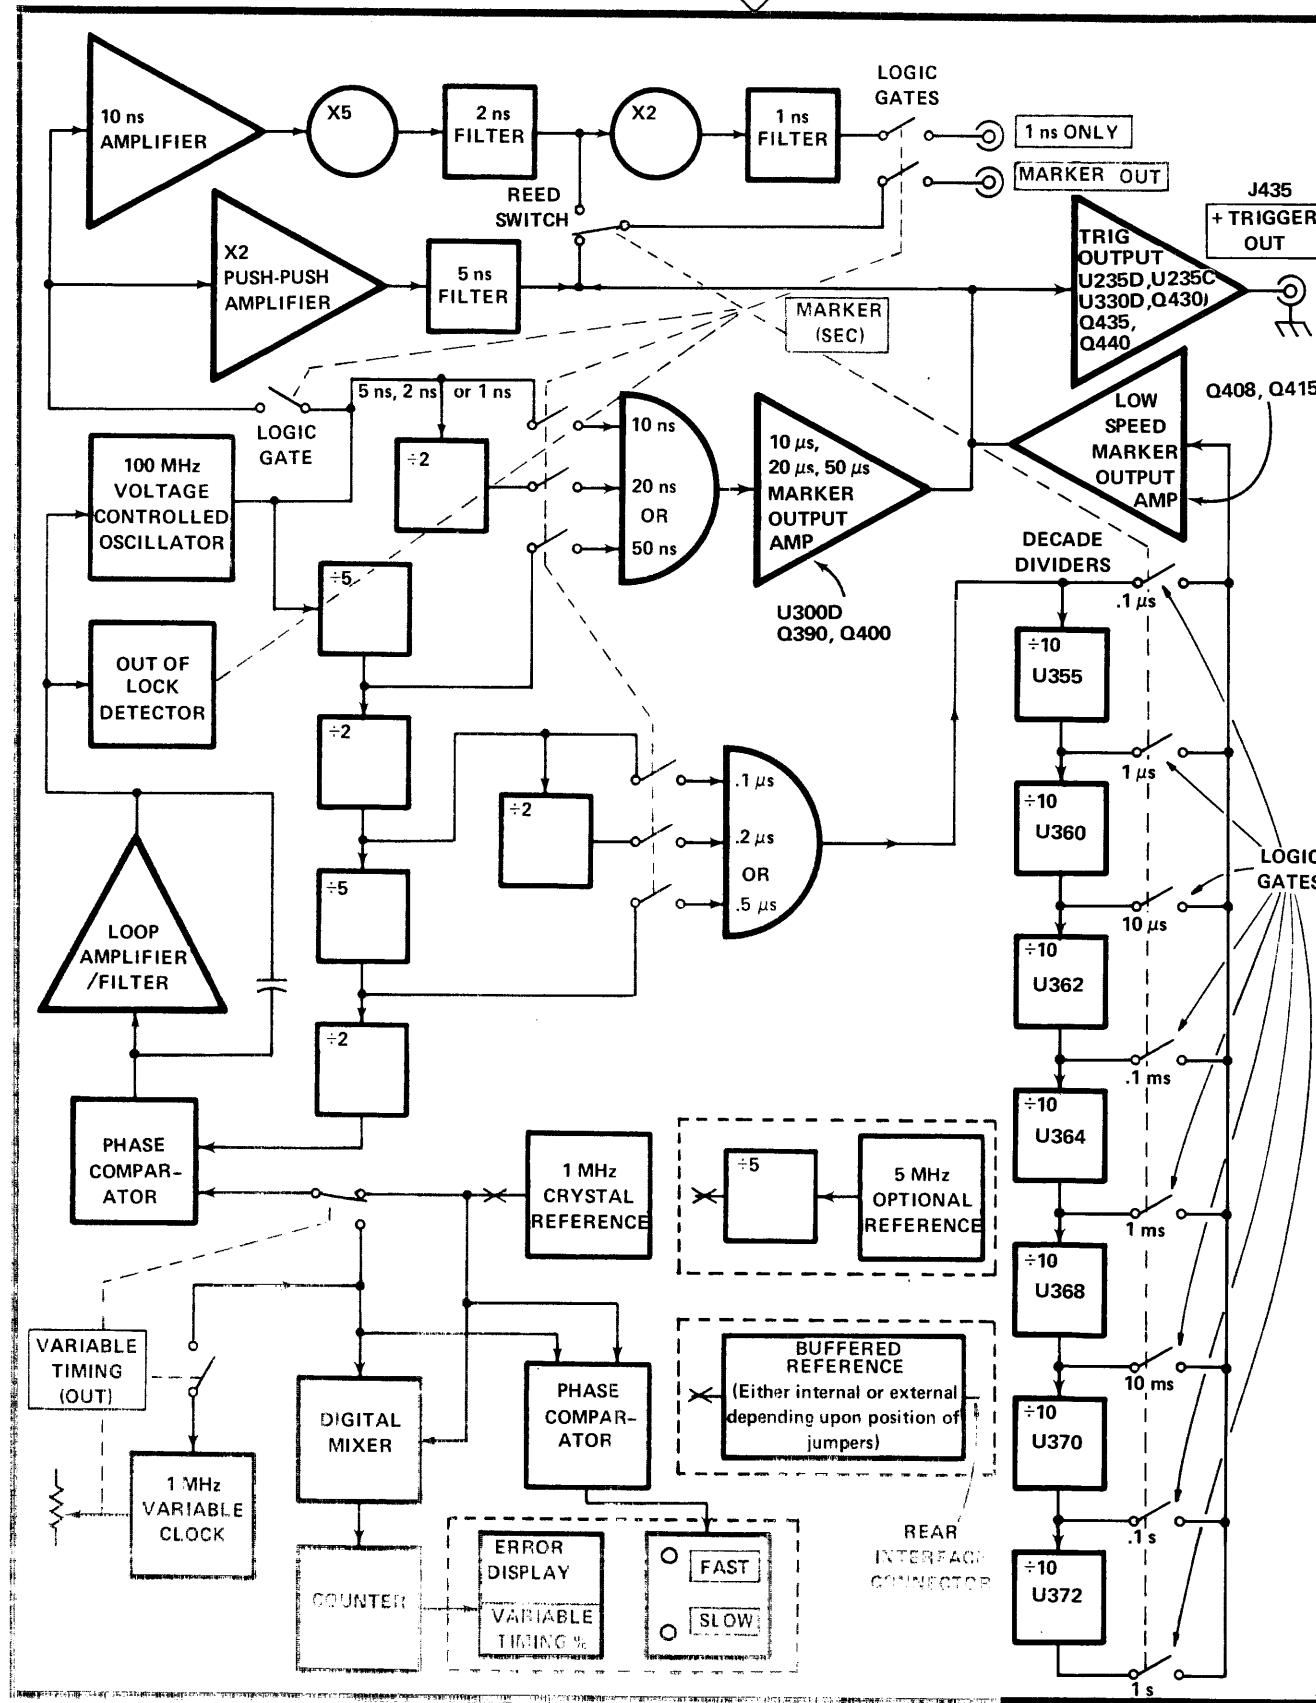 10 ns
AMPLIFIER
X5
2 ns
FILTER
X2
1 ns
FILTER
LOGIC
GATES
1 ns ONLY
MARKER OUT
REED
SWITCH
J435
+ TRIGGER
OUT
X2
PUSH-PUSH
AMPLIFIER
5 ns
FILTER
MARKER
(SEC)
TRIG
OUTPUT
U235D,U235C
U330D,Q430,
Q435,
Q440
5 ns, 2 ns or 1 ns
LOGIC
GATE
LOW
SPEED
MARKER
OUTPUT
AMP
Q408, Q415
100 MHz
VOLTAGE
CONTROLLED
OSCILLATOR
÷2
10 ns
20 ns
OR
50 ns
10 µs,
20 µs, 50 µs
MARKER
OUTPUT
AMP
U300D
Q390, Q400
DECADE
DIVIDERS
.1 µs
÷5
OUT OF
LOCK
DETECTOR
÷10
U355
1 µs
÷2
÷2
.1 µs
.2 µs
OR
.5 µs
÷10
U360
LOGIC
GATES
10 µs
÷5
LOOP
AMPLIFIER
/FILTER
÷10
U362
.1 ms
÷2
÷10
U364
1 ms
PHASE
COMPAR-
ATOR
1 MHz
CRYSTAL
REFERENCE
÷5
5 MHz
OPTIONAL
REFERENCE
÷10
U368
10 ms
VARIABLE
TIMING
(OUT)
DIGITAL
MIXER
PHASE
COMPAR-
ATOR
BUFFERED
REFERENCE
(Either internal or external
depending upon position of
jumpers)
÷10
U370
.1 s
1 MHz
VARIABLE
CLOCK
COUNTER
ERROR
DISPLAY
VARIABLE
TIMING %
FAST
SLOW
REAR
INTERFACE
CONNECTOR
÷10
U372
1 s